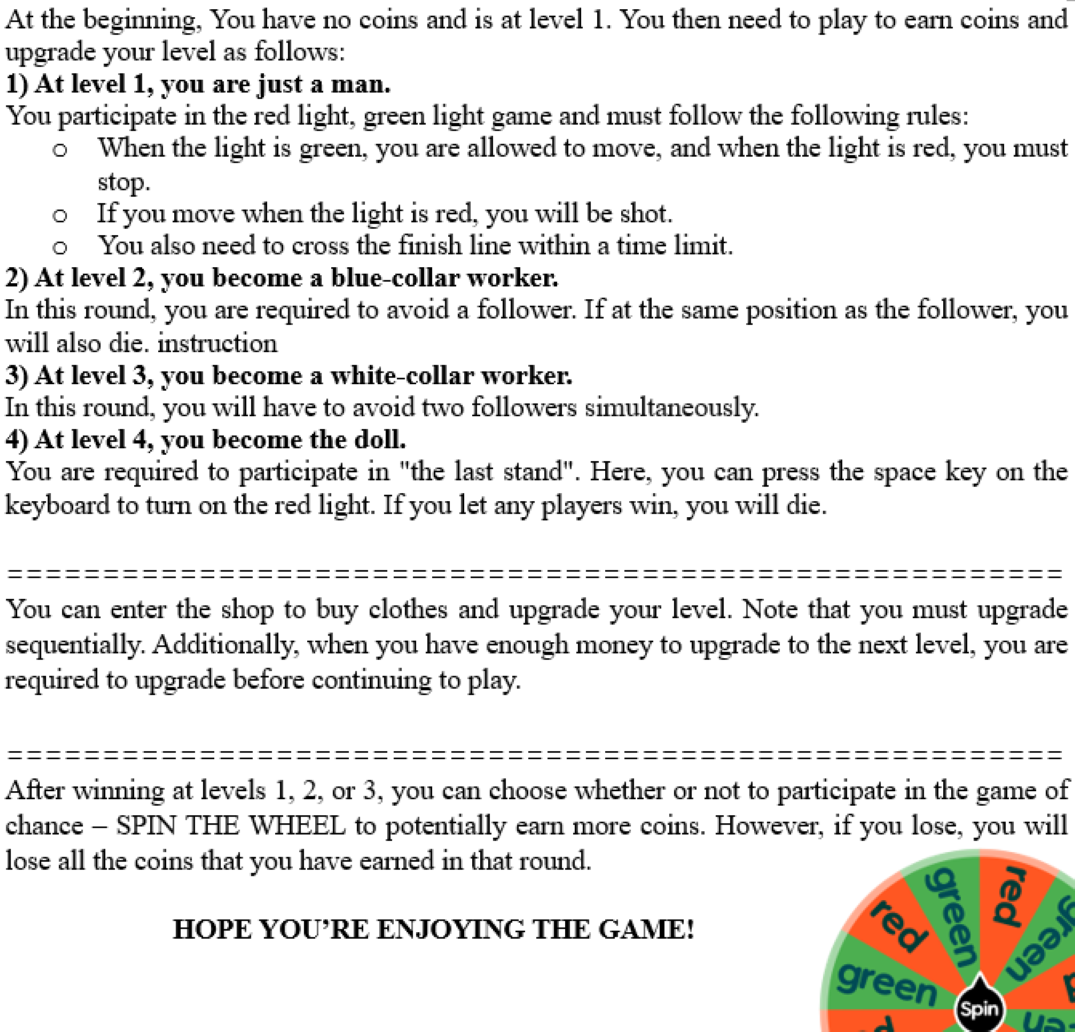 At the beginning, You have no coins and is at level 1. You then need to play to earn coins and
upgrade your level as follows:
1) At level 1, you are just a man.
You participate in the red light, green light game and must follow the following rules:
o When the light is green, you are allowed to move, and when the light is red, you must
stop.
o If you move when the light is red, you will be shot.
o You also need to cross the finish line within a time limit.
2) At level 2, you become a blue-collar worker.
In this round, you are required to avoid a follower. If at the same position as the follower, you
will also die. instruction
3) At level 3, you become a white-collar worker.
In this round, you will have to avoid two followers simultaneously.
4) At level 4, you become the doll.
You are required to participate in "the last stand". Here, you can press the space key on the
keyboard to turn on the red light. If you let any players win, you will die.
=======================================================
You can enter the shop to buy clothes and upgrade your level. Note that you must upgrade
sequentially. Additionally, when you have enough money to upgrade to the next level, you are
required to upgrade before continuing to play.
=======================================================
After winning at levels 1, 2, or 3, you can choose whether or not to participate in the game of
chance – SPIN THE WHEEL to potentially earn more coins. However, if you lose, you will
lose all the coins that you have earned in that round.
HOPE YOU'RE ENJOYING THE GAME!
green
red
green
red
green
Spin